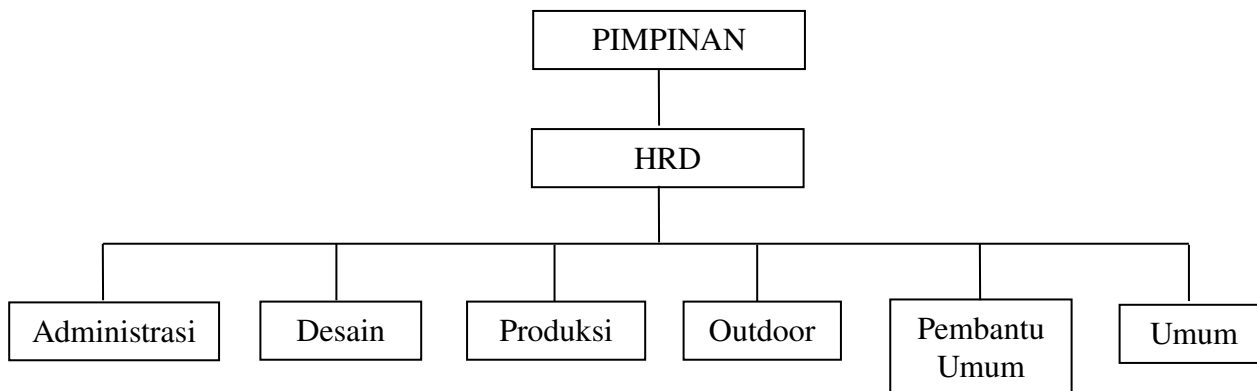 PIMPINAN
HRD
Administrasi
Desain
Produksi
Outdoor
Pembantu
Umum
Umum